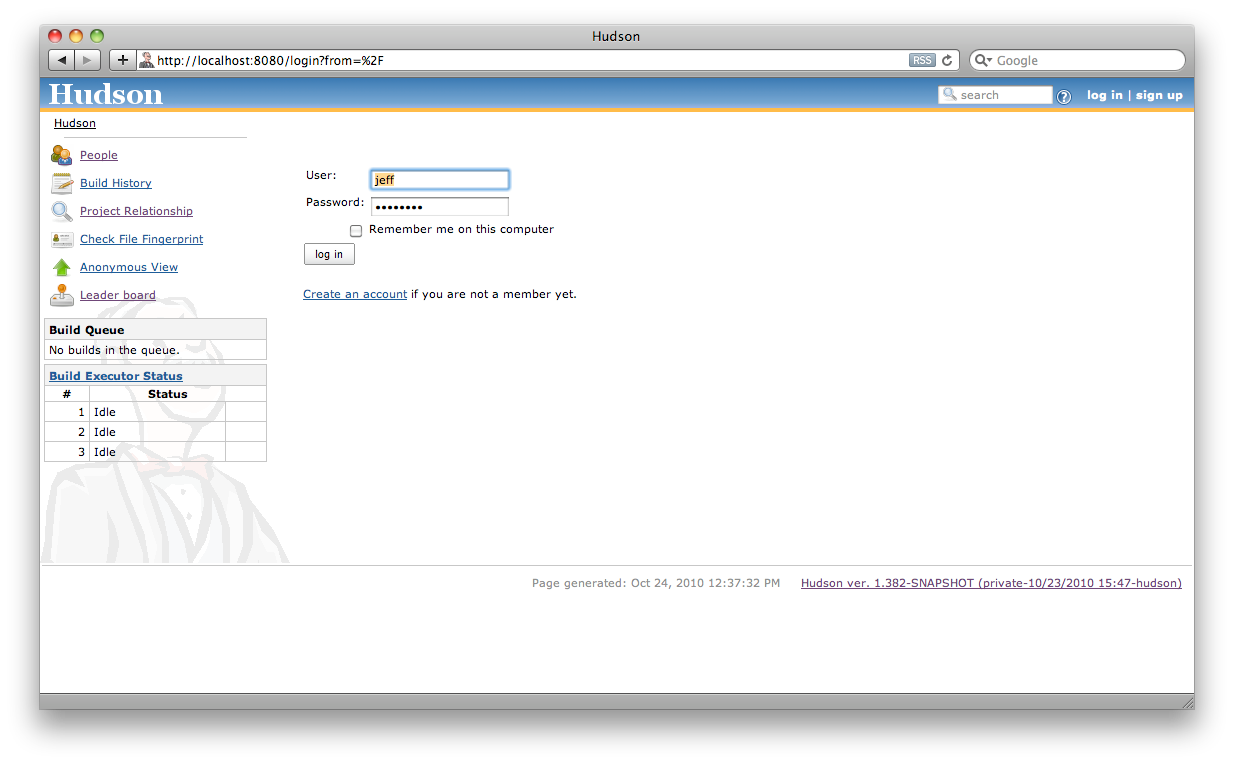 Hudson
http://localhost:8080/login?from=%2F
RSS
Google
Hudson
search
log in | sign up
Hudson
People
Build History
Project Relationship
Check File Fingerprint
Anonymous View
Leader board
Build Queue
No builds in the queue.
Build Executor Status
# Status
1 Idle
2 Idle
3 Idle
User: jeff
Password: ••••••••
Remember me on this computer
log in
Create an account if you are not a member yet.
Page generated: Oct 24, 2010 12:37:32 PM Hudson ver. 1.382-SNAPSHOT (private-10/23/2010 15:47-hudson)